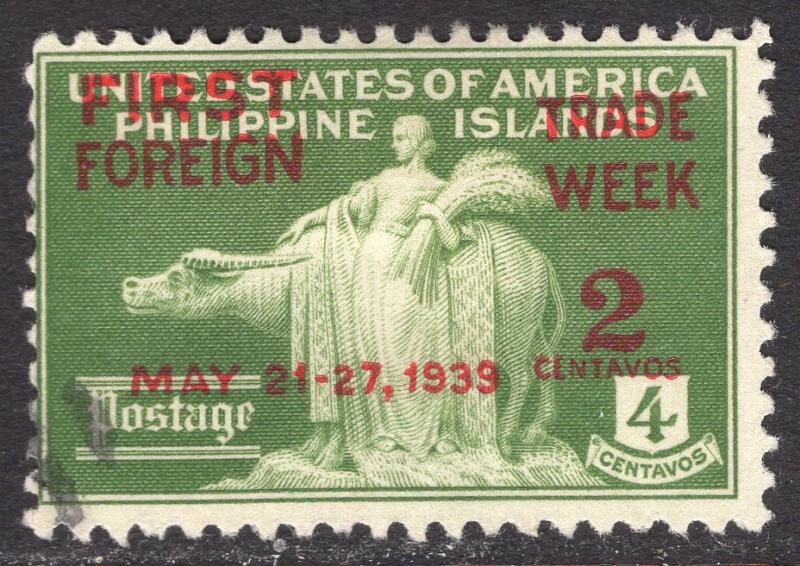 UNITED STATES OF AMERICA
PHILIPPINE ISLANDS
FIRST
FOREIGN
TRADE
WEEK
2
CENTAVOS
MAY 21-27, 1939
Postage
4
CENTAVOS